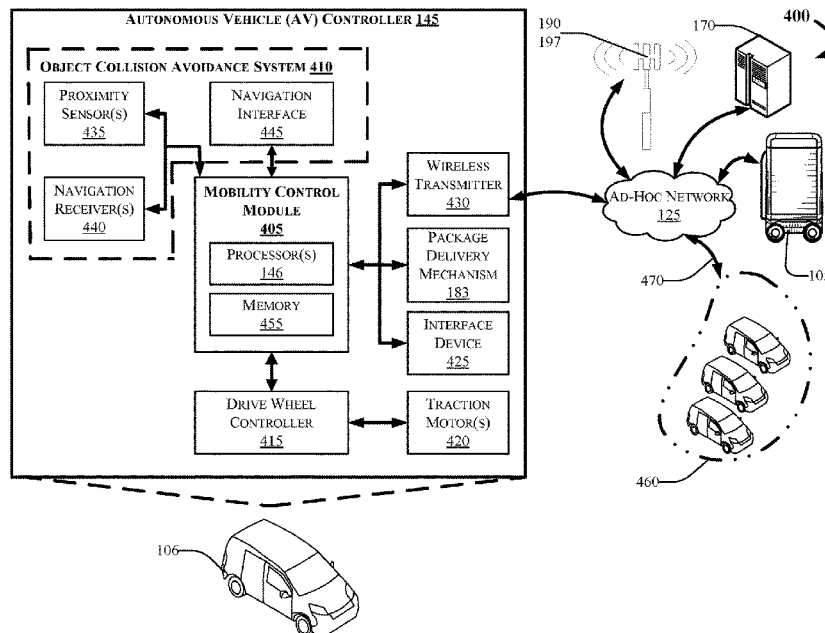 AUTONOMOUS VEHICLE (AV) CONTROLLER 145
OBJECT COLLISION AVOIDANCE SYSTEM 410
PROXIMITY
SENSOR(S)
435
NAVIGATION
INTERFACE
445
NAVIGATION
RECEIVER(S)
440
MOBILITY CONTROL
MODULE
405
PROCESSOR(S)
146
MEMORY
455
WIRELESS
TRANSMITTER
430
PACKAGE
DELIVERY
MECHANISM
183
INTERFACE
DEVICE
425
DRIVE WHEEL
CONTROLLER
415
TRACTION
MOTOR(S)
420
190
197
170
400
AD-HOC NETWORK
125
470
460
106